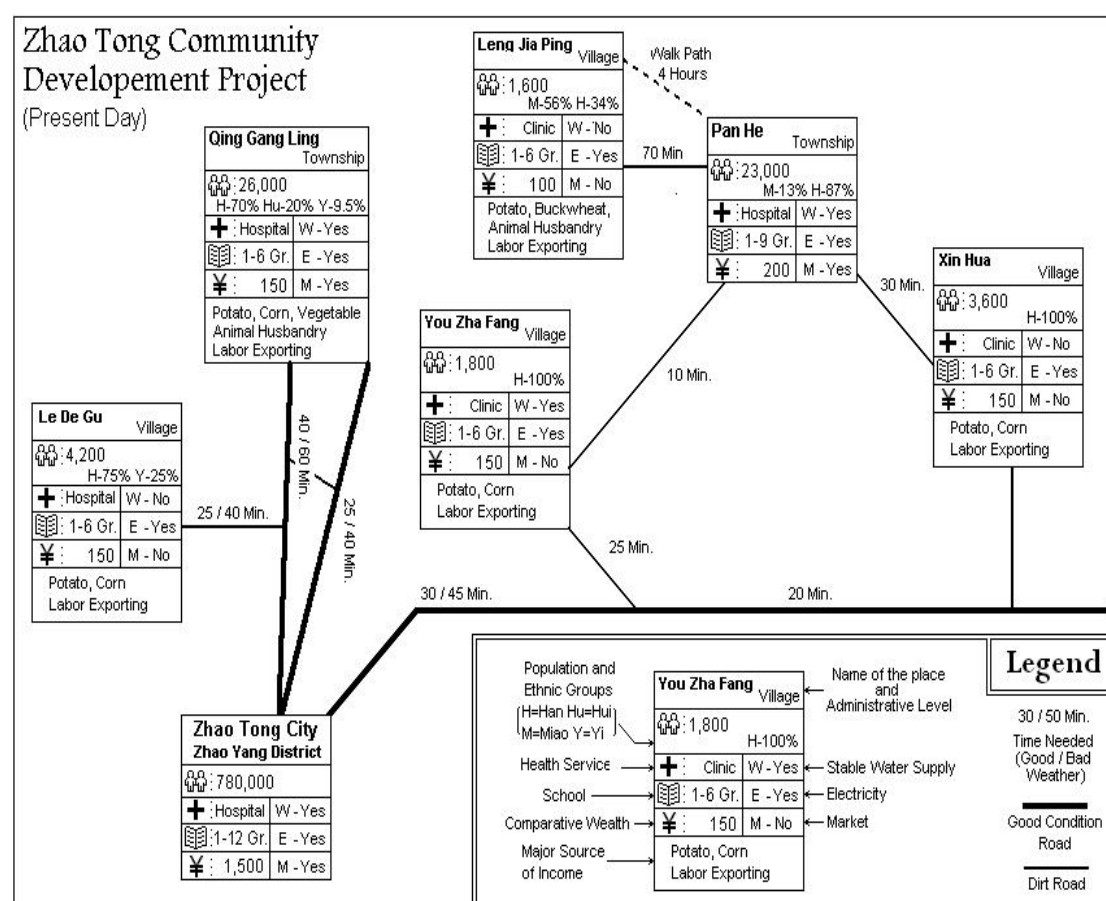 Zhao Tong Community
Developement Project
(Present Day)
Qing Gang Ling
Township
: 26,000
H-70% Hu-20% Y-9.5%
: Hospital W - Yes
: 1-6 Gr. E - Yes
¥ : 150 M - Yes
Potato, Corn, Vegetable
Animal Husbandry
Labor Exporting
Leng Jia Ping
Village
: 1,600
M-56% H-34%
: Clinic W - No
: 1-6 Gr. E - Yes
¥ : 100 M - No
Potato, Buckwheat,
Animal Husbandry
Labor Exporting
Walk Path
4 Hours
70 Min
Pan He
Township
: 23,000
M-13% H-87%
: Hospital W - Yes
: 1-9 Gr. E - Yes
¥ : 200 M - Yes
30 Min.
Xin Hua
Village
: 3,600
H-100%
: Clinic W - No
: 1-6 Gr. E - Yes
¥ : 150 M - No
Potato, Corn
Labor Exporting
You Zha Fang
Village
: 1,800
H-100%
: Clinic W - Yes
: 1-6 Gr. E - Yes
¥ : 150 M - No
Potato, Corn
Labor Exporting
10 Min.
25 Min.
Le De Gu
Village
: 4,200
H-75% Y-25%
: Hospital W - No
: 1-6 Gr. E - Yes
¥ : 150 M - No
Potato, Corn
Labor Exporting
25 / 40 Min.
40 / 60 Min.
25 / 40 Min.
30 / 45 Min.
20 Min.
Zhao Tong City
Zhao Yang District
: 780,000
: Hospital W - Yes
: 1-12 Gr. E - Yes
¥ : 1,500 M - Yes
Legend
Population and
Ethnic Groups
(H=Han Hu=Hui
M=Miao Y=Yi)
Health Service
School
Comparative Wealth
Major Source
of Income
You Zha Fang
Village
: 1,800
H-100%
: Clinic W - Yes
: 1-6 Gr. E - Yes
¥ : 150 M - No
Potato, Corn
Labor Exporting
Name of the place
and
Administrative Level
Stable Water Supply
Electricity
Market
30 / 50 Min.
Time Needed
(Good / Bad
Weather)
Good Condition
Road
Dirt Road